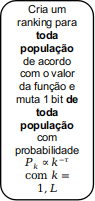 Cria um
ranking para
toda
população
de acordo
com o valor
da função e
muta 1 bit de
toda
população
com
probabilidade
P_k ∝ k^{-τ}
com k =
1, L